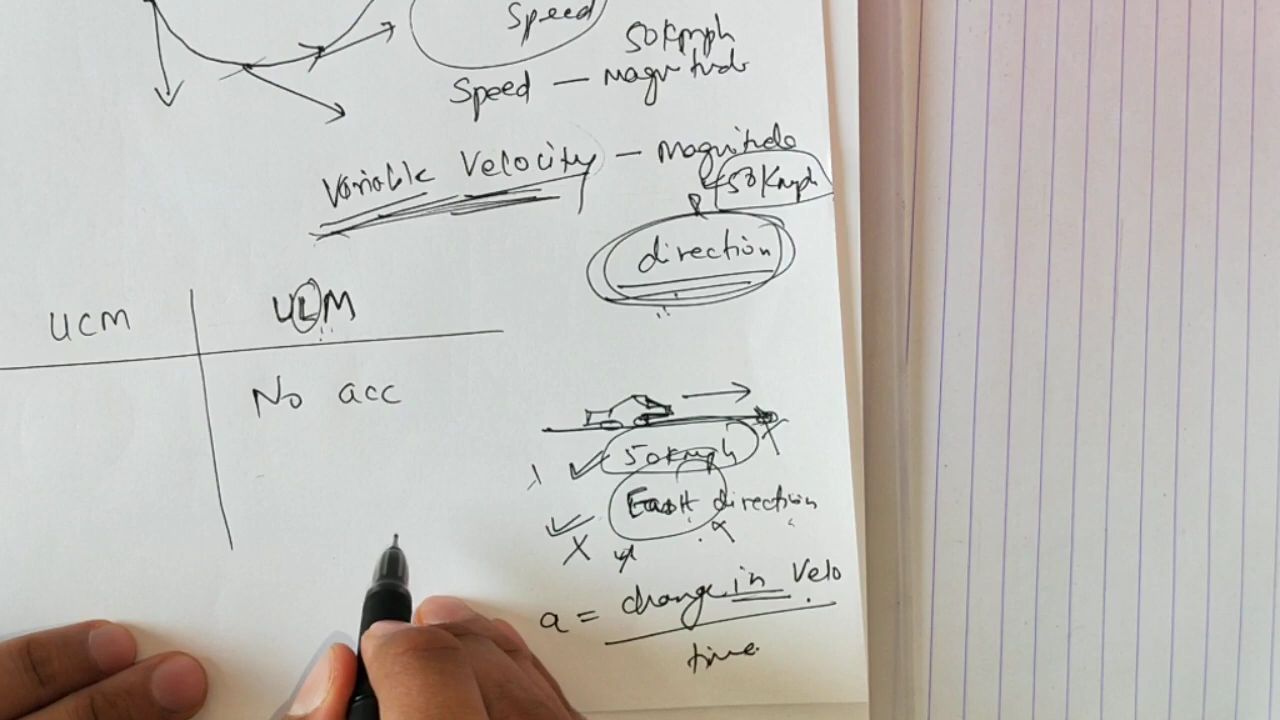 Speed
50kmph
Speed — Magnitude
Variable Velocity — Magnitude
50Kmph
direction
UCM
ULM
No acc
50kmph
East direction
a = change in Velo
time